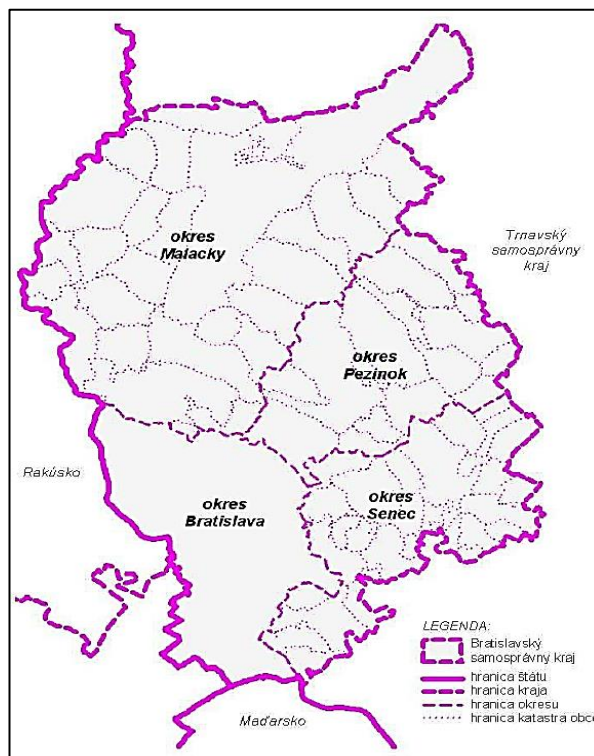 okres
Malacky
Trnavský
samosprávny
kraj
okres
Pezinok
Rakúsko
okres
Bratislava
okres
Senec
Maďarsko
LEGENDA:
Bratislavský
samosprávny kraj
hranica štátu
hranica kraja
hranica okresu
hranica katastra obce